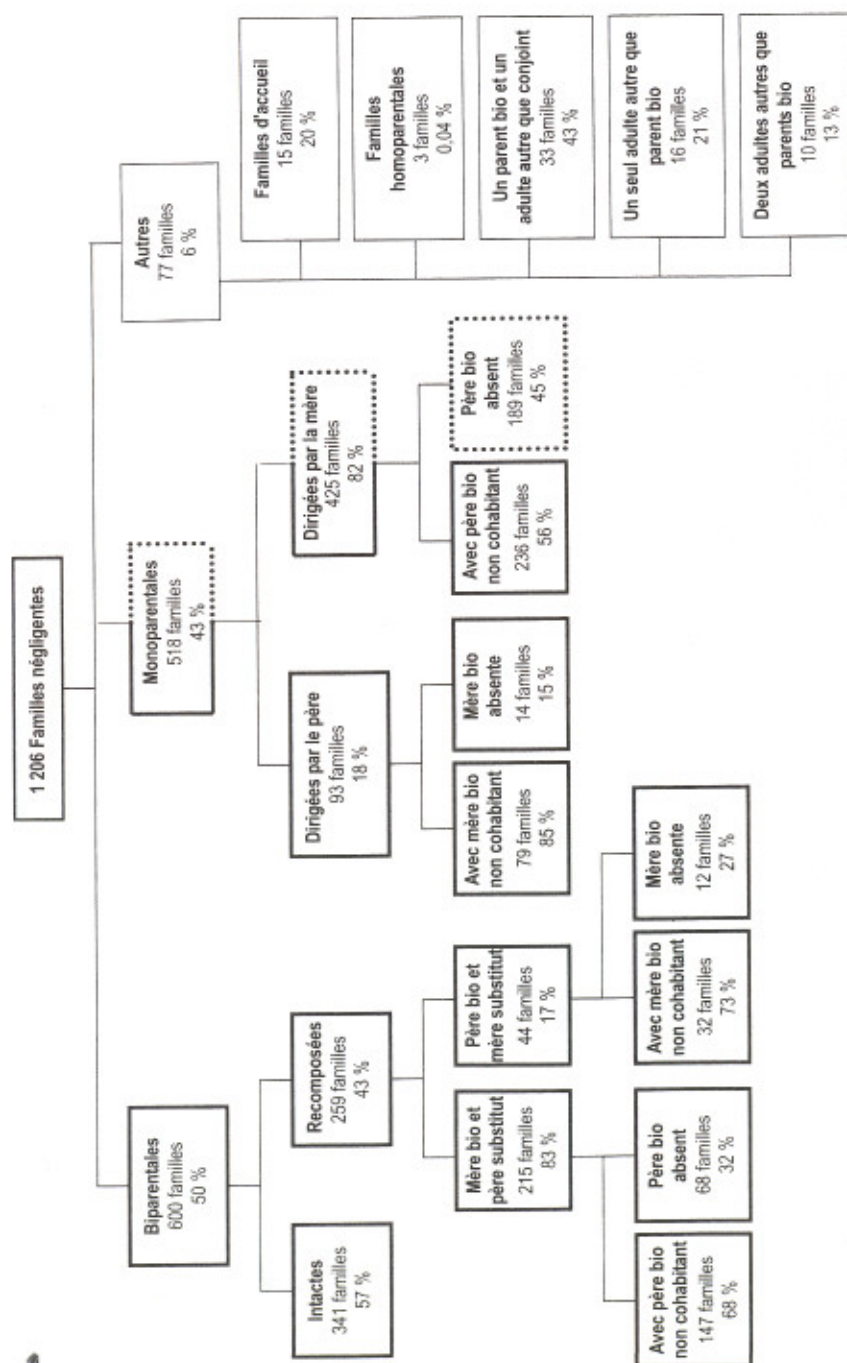 1 206 Familles négligentes
Biparentales
600 familles
50 %
Monoparentales
518 familles
43 %
Autres
77 familles
6 %
Intactes
341 familles
57 %
Recomposées
259 familles
43 %
Dirigées par le père
93 familles
18 %
Dirigées par la mère
425 familles
82 %
Mère bio et
père substitut
215 familles
83 %
Père bio et
mère substitut
44 familles
17 %
Avec mère bio
non cohabitant
79 familles
85 %
Mère bio
absente
14 familles
15 %
Avec père bio
non cohabitant
236 familles
56 %
Père bio
absent
189 familles
45 %
Avec père bio
non cohabitant
147 familles
68 %
Père bio
absent
68 familles
32 %
Avec mère bio
non cohabitant
32 familles
73 %
Mère bio
absente
12 familles
27 %
Familles d'accueil
15 familles
20 %
Familles
homoparentales
3 familles
0,04 %
Un parent bio et un
adulte autre que conjoint
33 familles
43 %
Un seul adulte autre que
parent bio
16 familles
21 %
Deux adultes autres que
parents bio
10 familles
13 %